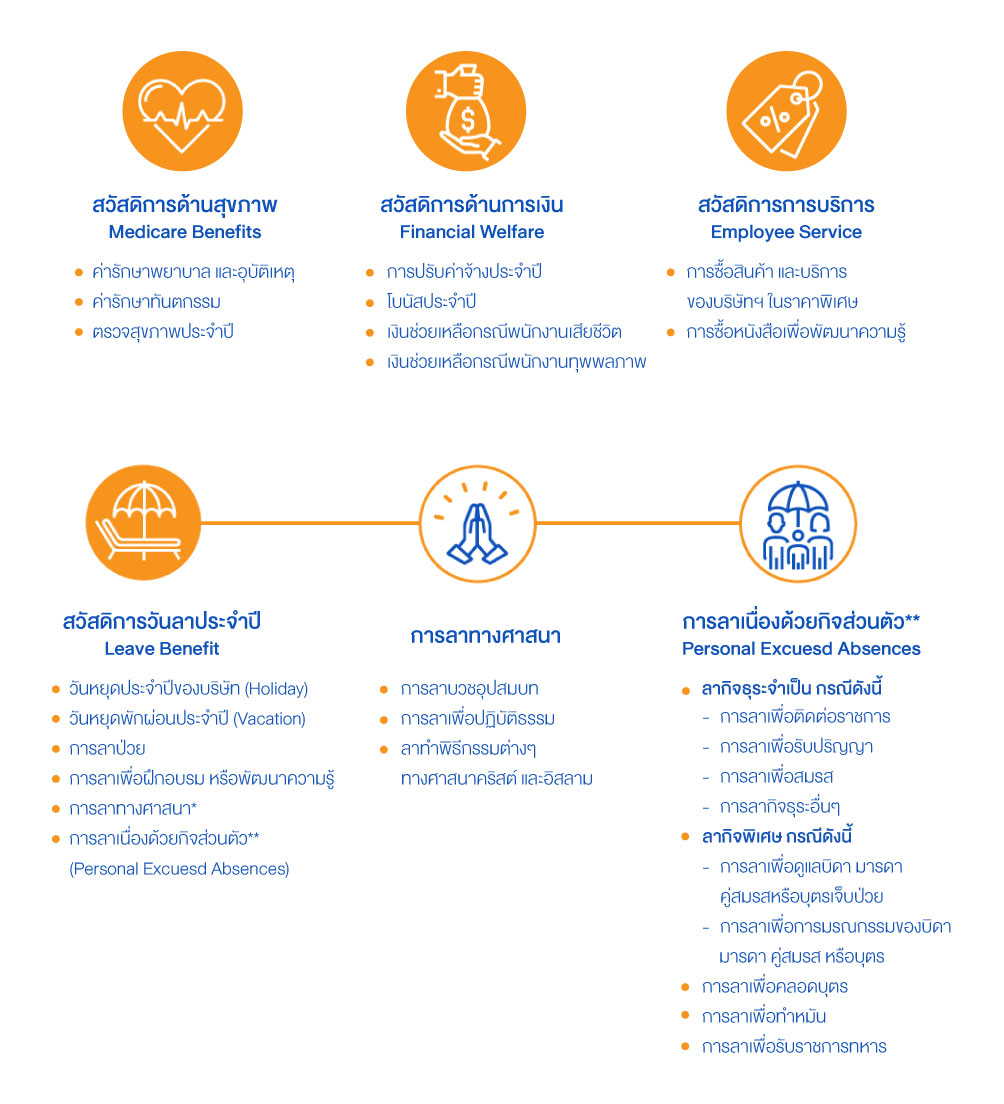 สวัสดิการด้านสุขภาพ
Medicare Benefits
• ค่ารักษาพยาบาล และอุบัติเหตุ
• ค่ารักษาทันตกรรม
• ตรวจสุขภาพประจำปี
$
สวัสดิการด้านการเงิน
Financial Welfare
• การปรับค่าจ้างประจำปี
• โบนัสประจำปี
• เงินช่วยเหลือกรณีพนักงานเสียชีวิต
• เงินช่วยเหลือกรณีพนักงานทุพพลภาพ
%
สวัสดิการการบริการ
Employee Service
• การซื้อสินค้า และบริการ
ของบริษัทฯ ในราคาพิเศษ
• การซื้อหนังสือเพื่อพัฒนาความรู้
สวัสดิการวันลาประจำปี
Leave Benefit
• วันหยุดประจำปีของบริษัท (Holiday)
• วันหยุดพักผ่อนประจำปี (Vacation)
• การลาป่วย
• การลาเพื่อฝึกอบรม หรือพัฒนาความรู้
• การลาทางศาสนา*
• การลาเนื่องด้วยกิจส่วนตัว**
(Personal Excuesd Absences)
การลาทางศาสนา
• การลาบวชอุปสมบท
• การลาเพื่อปฏิบัติธรรม
• ลาทำพิธีกรรมต่างๆ
ทางศาสนาคริสต์ และอิสลาม
การลาเนื่องด้วยกิจส่วนตัว**
Personal Excuesd Absences
• ลากิจธุระจำเป็น กรณีดังนี้
- การลาเพื่อติดต่อราชการ
- การลาเพื่อรับปริญญา
- การลาเพื่อสมรส
- การลากิจธุระอื่นๆ
• ลากิจพิเศษ กรณีดังนี้
- การลาเพื่อดูแลบิดา มารดา
คู่สมรสหรือบุตรเจ็บป่วย
- การลาเพื่อการมรณกรรมของบิดา
มารดา คู่สมรส หรือบุตร
• การลาเพื่อคลอดบุตร
• การลาเพื่อทำหมัน
• การลาเพื่อรับราชการทหาร